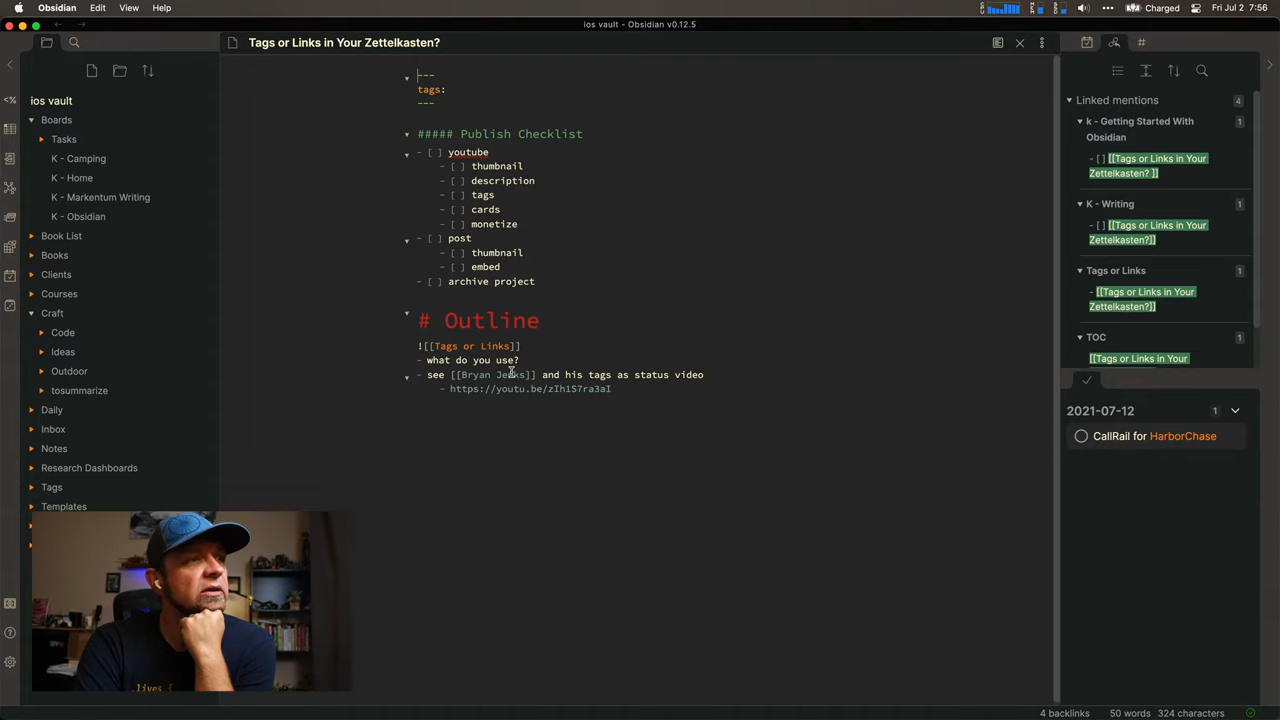 Obsidian Edit View Help
Charged
Fri Jul 2 7:56
ios vault - Obsidian v0.12.5
Tags or Links in Your Zettelkasten?
ios vault
Boards
Tasks
K - Camping
K - Home
K - Markentum Writing
K - Obsidian
Book List
Books
Clients
Courses
Craft
Code
Ideas
Outdoor
tosummarize
Daily
Inbox
Notes
Research Dashboards
Tags
Templates
---
tags:
---
##### Publish Checklist
- [ ] youtube
- [ ] thumbnail
- [ ] description
- [ ] tags
- [ ] cards
- [ ] monetize
- [ ] post
- [ ] thumbnail
- [ ] embed
- [ ] archive project
# Outline
![[Tags or Links]]
- what do you use?
- see [[Bryan Jenks]] and his tags as status video
- https://youtu.be/zIh1S7ra3aI
Linked mentions 4
k - Getting Started With 1
Obsidian
- [ ] [[Tags or Links in Your
Zettelkasten? ]]
K - Writing 1
- [ ] [[Tags or Links in Your
Zettelkasten?]]
Tags or Links 1
- [[Tags or Links in Your
Zettelkasten?]]
TOC 1
[[Tags or Links in Your
2021-07-12 1
CallRail for HarborChase
4 backlinks 50 words 324 characters